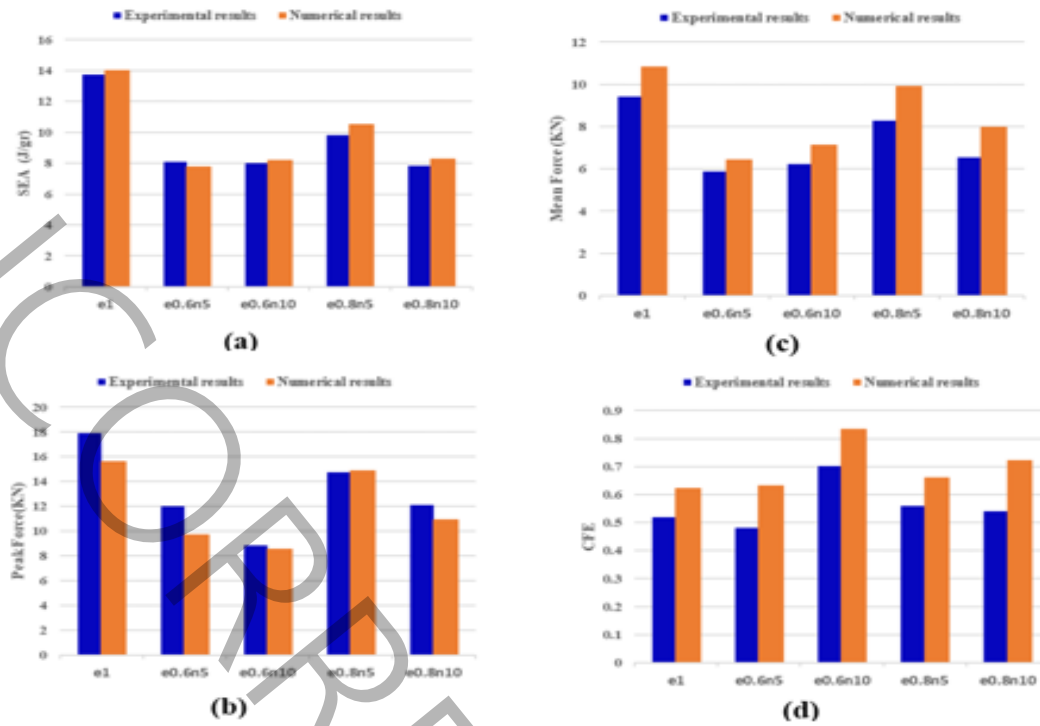 Experimental results Numerical results
16
14
12
10
8
6
4
2
0
SEA (J/gr)
e1 e0.6n5 e0.6n10 e0.8n5 e0.8n10
(a)
Experimental results Numerical results
12
10
8
6
4
2
0
Mean Force (KN)
e1 e0.6n5 e0.6n10 e0.8n5 e0.8n10
(c)
Experimental results Numerical results
20
18
16
14
12
10
8
6
4
2
0
PeakForce(KN)
e1 e0.6n5 e0.6n10 e0.8n5 e0.8n10
(b)
Experimental results Numerical results
0.9
0.8
0.7
0.6
0.5
0.4
0.3
0.2
0.1
0
CFE
e1 e0.6n5 e0.6n10 e0.8n5 e0.8n10
(d)